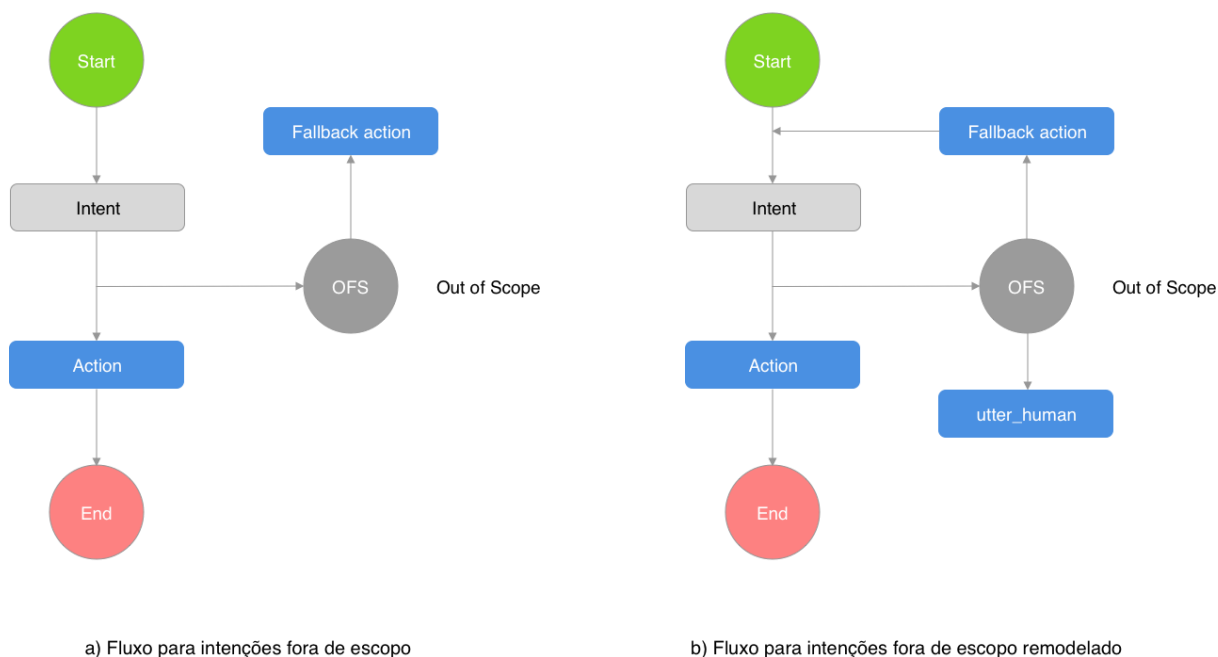 Start
Fallback action
Intent
OFS
Out of Scope
Action
End
a) Fluxo para intenções fora de escopo
Start
Fallback action
Intent
OFS
Out of Scope
Action
utter_human
End
b) Fluxo para intenções fora de escopo remodelado